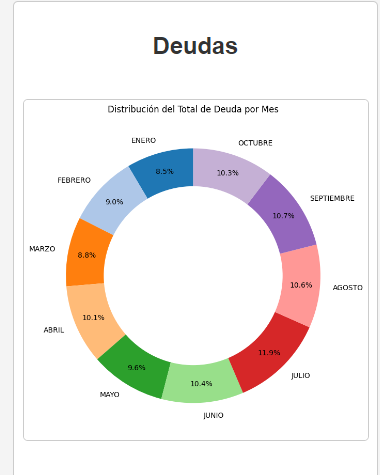 Deudas
Distribución del Total de Deuda por Mes
ENERO
8.5%
FEBRERO
9.0%
MARZO
8.8%
ABRIL
10.1%
MAYO
9.6%
JUNIO
10.4%
JULIO
11.9%
AGOSTO
10.6%
SEPTIEMBRE
10.7%
OCTUBRE
10.3%